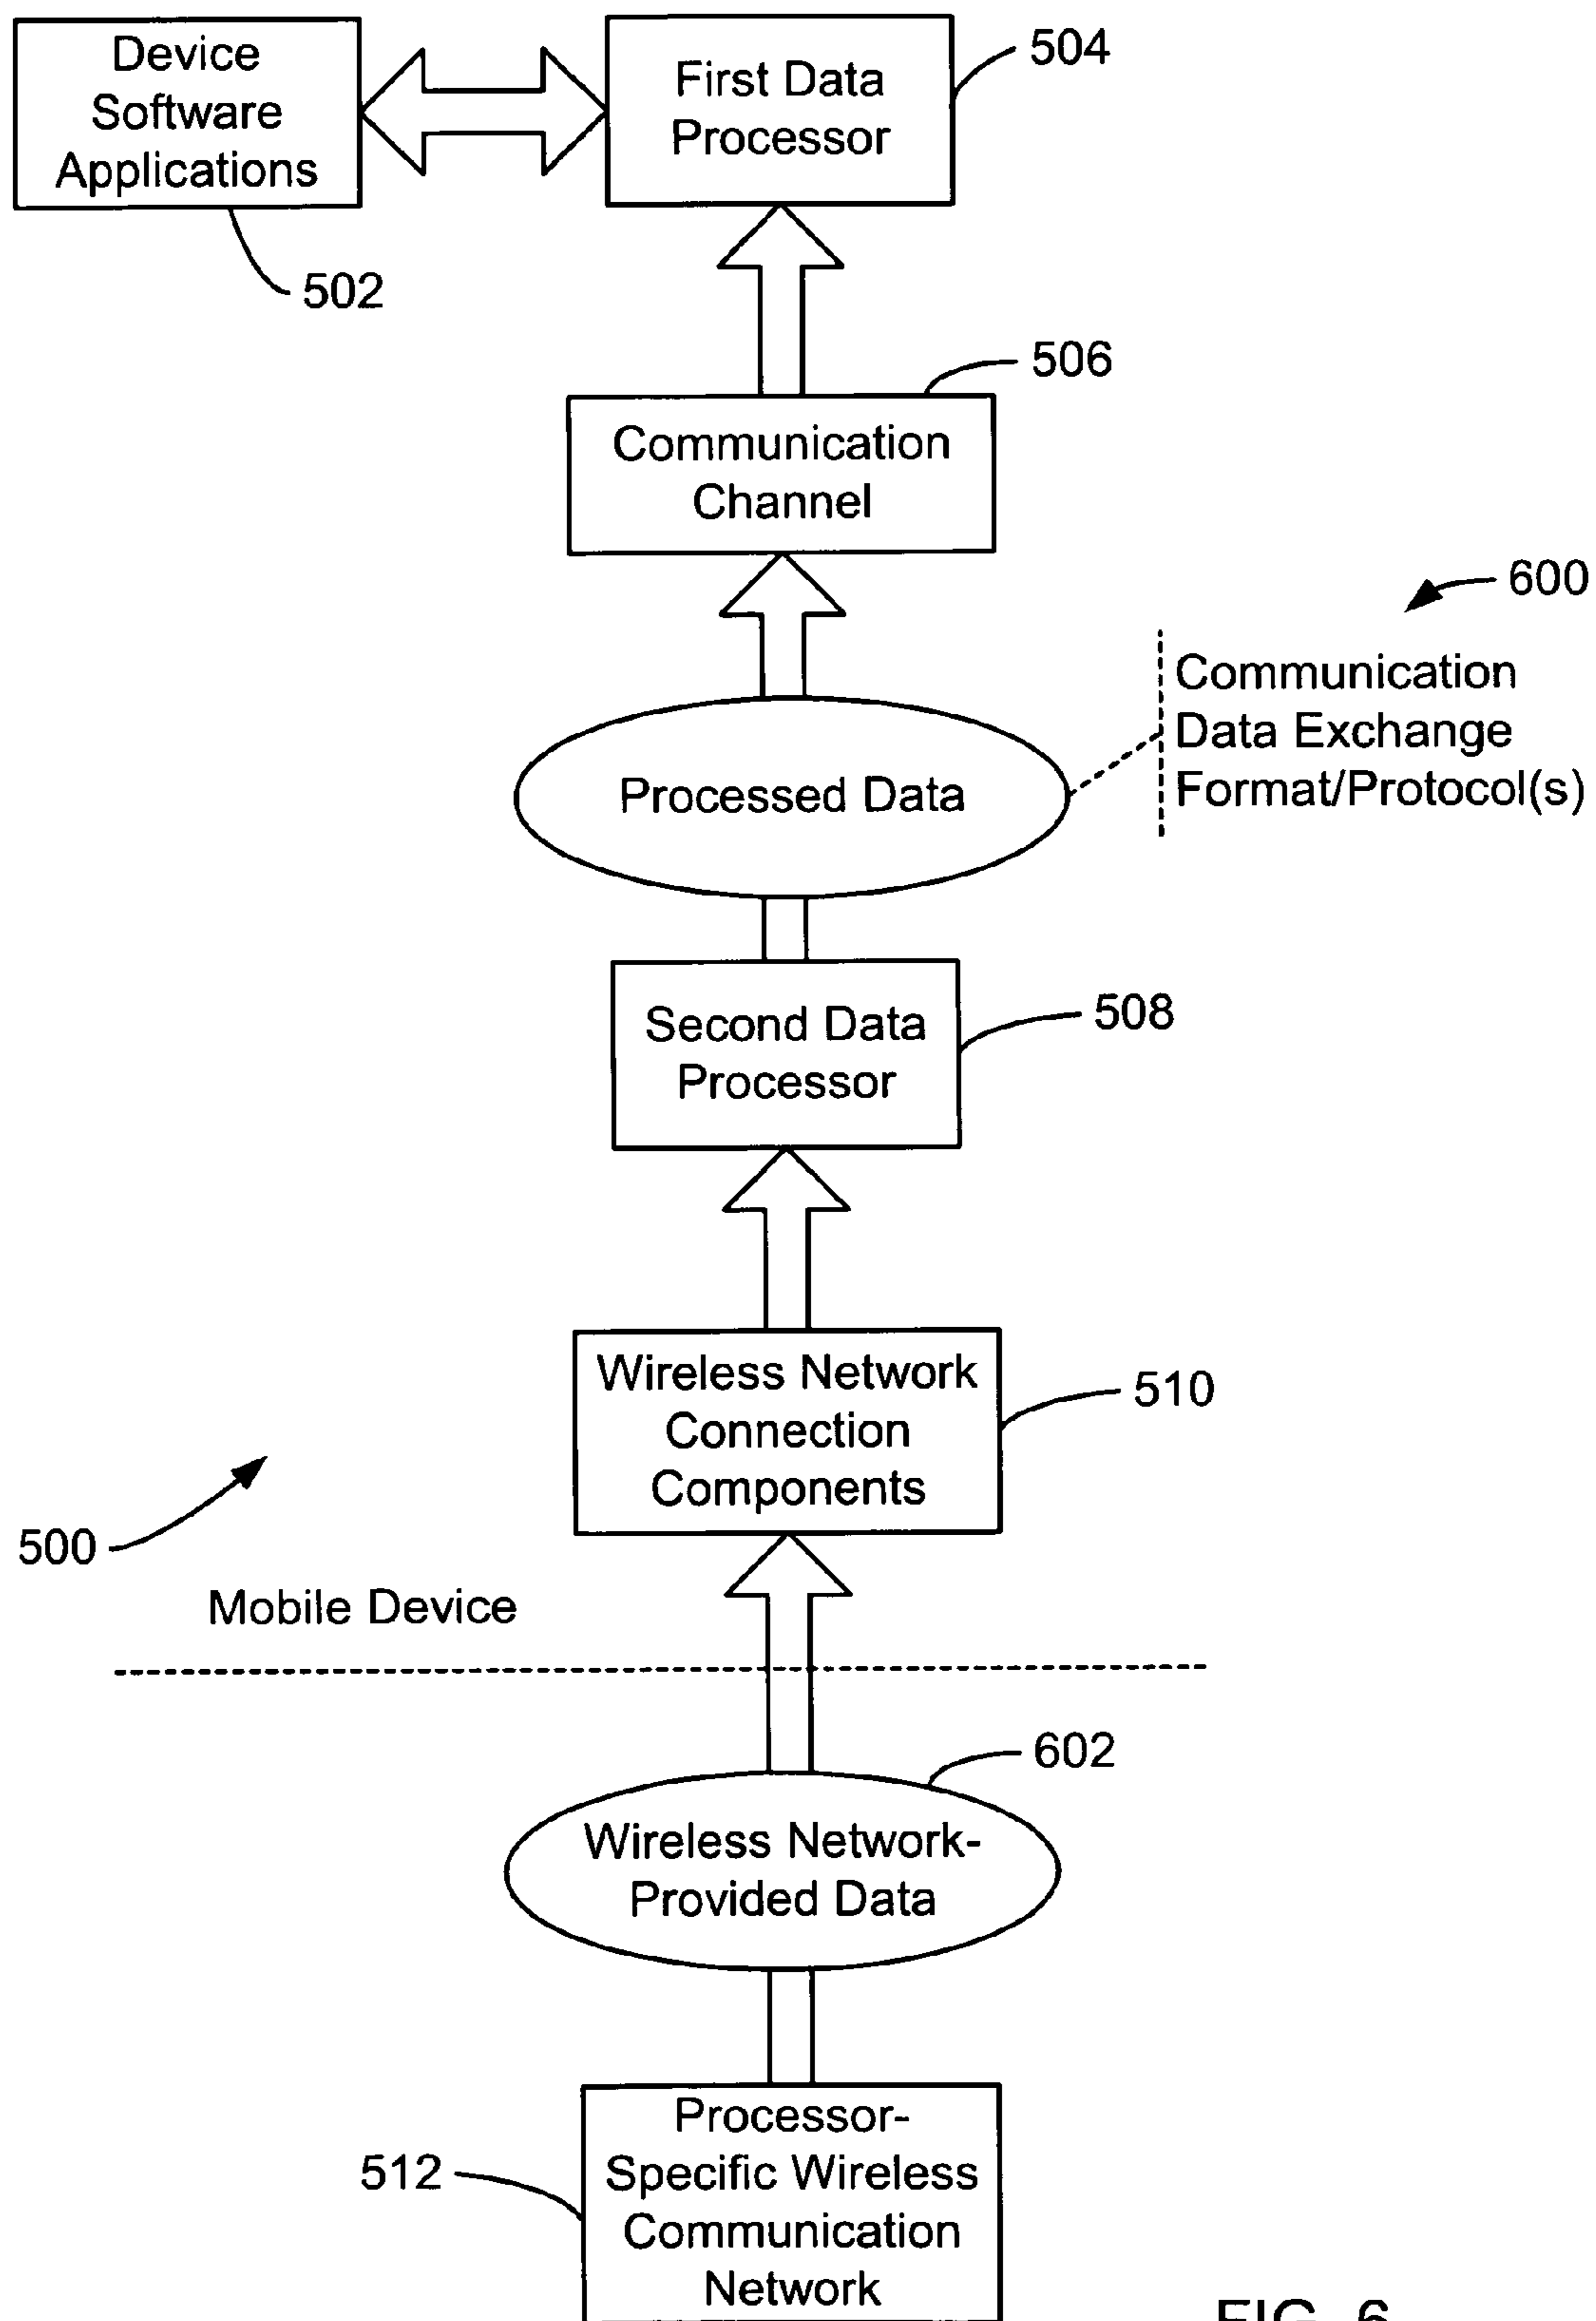 Device
Software
Applications
502
First Data
Processor
504
506
Communication
Channel
600
Communication
Data Exchange
Format/Protocol(s)
Processed Data
Second Data
Processor
508
Wireless Network
Connection
Components
510
500
Mobile Device
602
Wireless Network-
Provided Data
512
Processor-
Specific Wireless
Communication
Network
FIG. 6